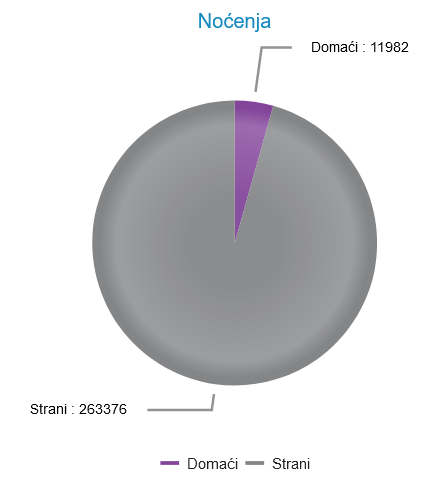 Noćenja
Domaći : 11982
Strani : 263376
Domaći Strani